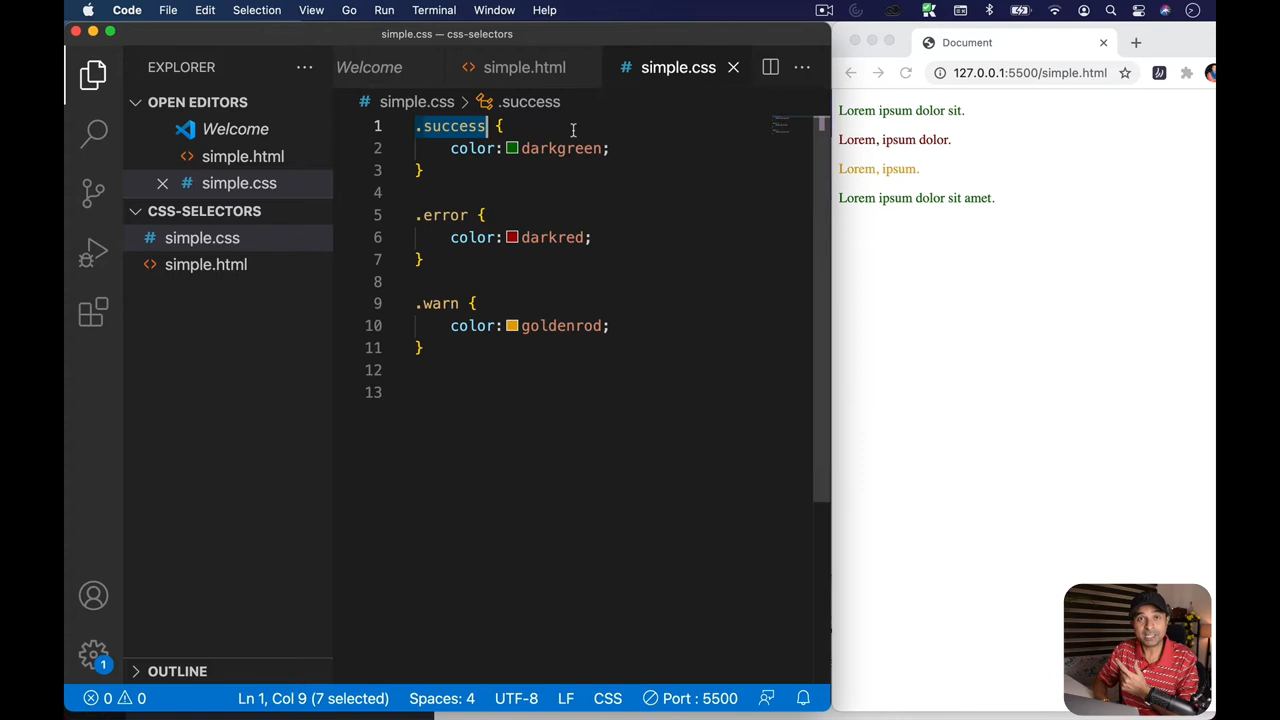 Code File Edit Selection View Go Run Terminal Window Help
simple.css — css-selectors
EXPLORER
Welcome
simple.html
simple.css
Document
127.0.0.1:5500/simple.html
OPEN EDITORS
Welcome
simple.html
simple.css
CSS-SELECTORS
simple.css
simple.html
OUTLINE
simple.css > .success
1 .success {
2 color: darkgreen;
3 }
4
5 .error {
6 color: darkred;
7 }
8
9 .warn {
10 color: goldenrod;
11 }
12
13
Lorem ipsum dolor sit.
Lorem, ipsum dolor.
Lorem, ipsum.
Lorem ipsum dolor sit amet.
1
0 0 Ln 1, Col 9 (7 selected) Spaces: 4 UTF-8 LF CSS Port : 5500